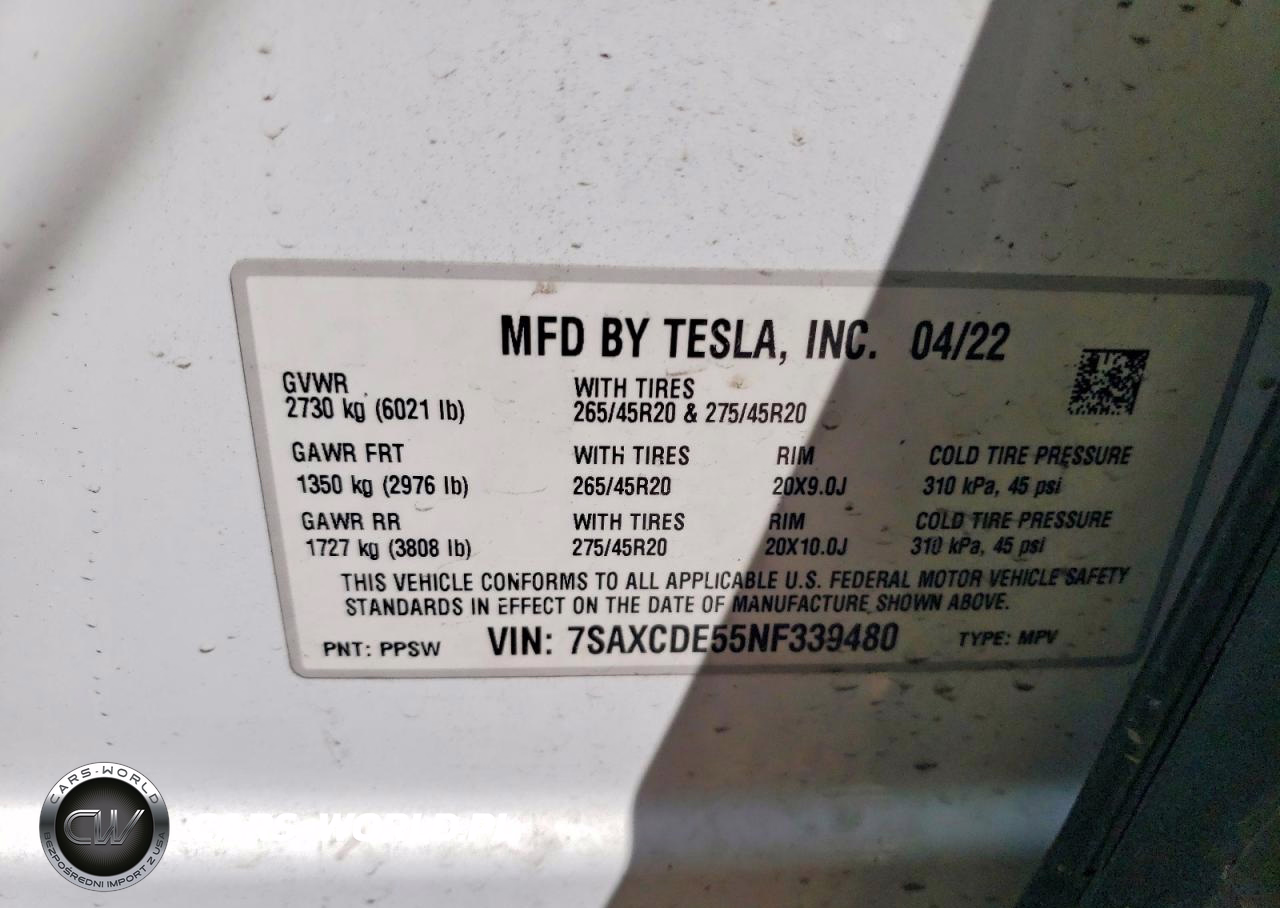 MFD BY TESLA, INC. 04/22
GVWR
2730 kg (6021 lb)
WITH TIRES
265/45R20 & 275/45R20
GAWR FRT WITH TIRES RIM COLD TIRE PRESSURE
1350 kg (2976 lb) 265/45R20 20X9.0J 310 kPa, 45 psi
GAWR RR WITH TIRES RIM COLD TIRE PRESSURE
1727 kg (3808 lb) 275/45R20 20X10.0J 310 kPa, 45 psi
THIS VEHICLE CONFORMS TO ALL APPLICABLE U.S. FEDERAL MOTOR VEHICLE SAFETY
STANDARDS IN EFFECT ON THE DATE OF MANUFACTURE SHOWN ABOVE.
PNT: PPSW VIN: 7SAXCDE55NF339480 TYPE: MPV
CARS-WORLD
CW
BEZPOŚREDNI IMPORT Z USA